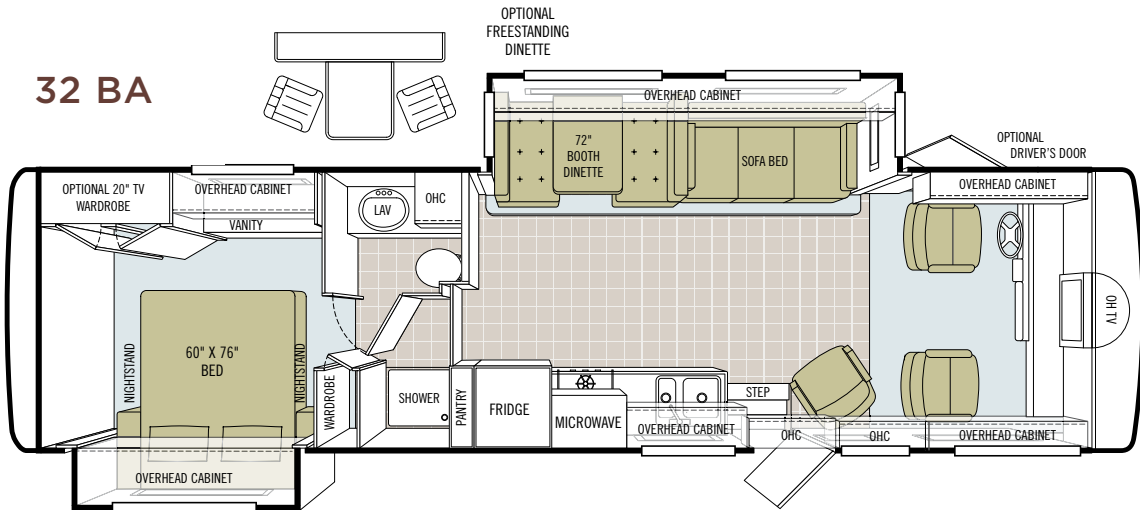 OPTIONAL
FREESTANDING
DINETTE
32 BA
OVERHEAD CABINET
72"
BOOTH
DINETTE
SOFA BED
OPTIONAL
DRIVER'S DOOR
OPTIONAL 20" TV
WARDROBE
OVERHEAD CABINET
VANITY
LAV
OHC
OVERHEAD CABINET
OH TV
NIGHTSTAND
60" X 76"
BED
NIGHTSTAND
WARDROBE
SHOWER
PANTRY
FRIDGE
MICROWAVE
OVERHEAD CABINET
STEP
OHC
OHC
OVERHEAD CABINET
OVERHEAD CABINET